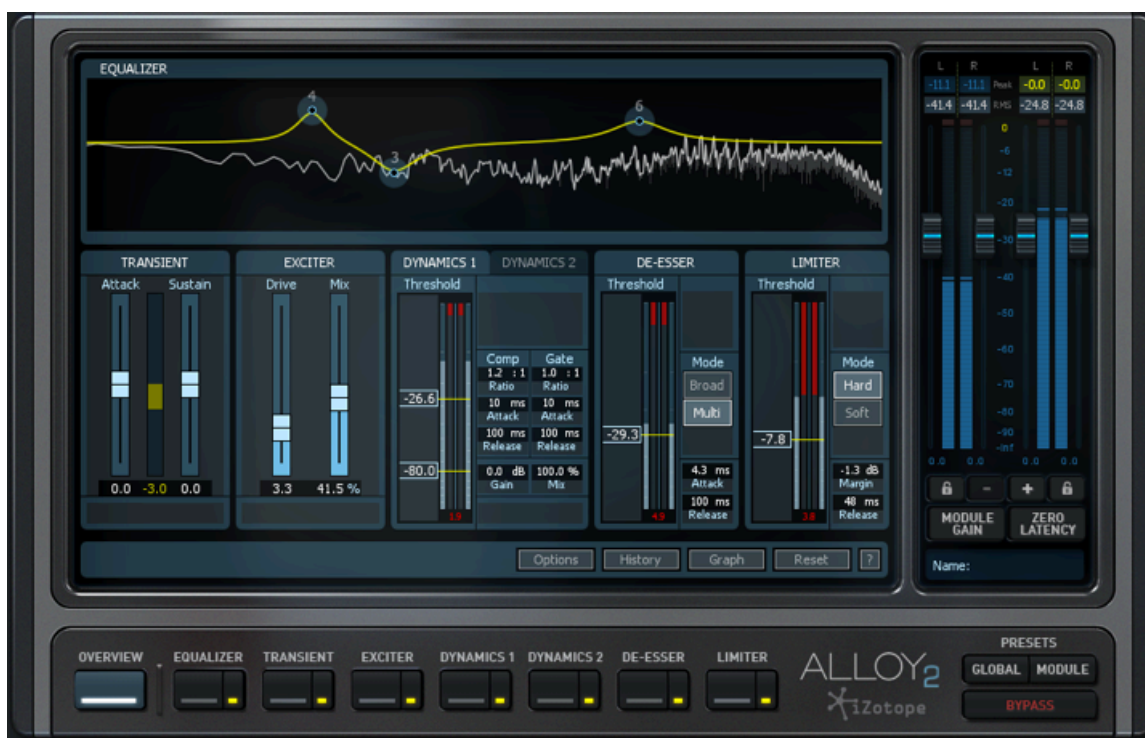 EQUALIZER
4
3
6
TRANSIENT
Attack Sustain
0.0 -3.0 0.0
EXCITER
Drive Mix
3.3 41.5 %
DYNAMICS 1 DYNAMICS 2
Threshold
-26.6
-80.0
Comp Gate
1.2 : 1 1.0 : 1
Ratio Ratio
10 ms 10 ms
Attack Attack
100 ms 100 ms
Release Release
0.0 dB 100.0 %
Gain Mix
DE-ESSER
Threshold
-29.3
4.9
Mode
Broad
Multi
4.3 ms
Attack
100 ms
Release
LIMITER
Threshold
-7.8
3.8
Mode
Hard
Soft
-1.3 dB
Margin
48 ms
Release
Options History Graph Reset ?
L R L R
-11.1 -11.1 Peak -0.0 -0.0
-41.4 -41.4 RMS -24.8 -24.8
0
-6
-12
-20
-30
-40
-50
-60
-70
-80
-90
-Inf
0.0 0.0 0.0 0.0
- +
MODULE GAIN
ZERO LATENCY
Name:
OVERVIEW EQUALIZER TRANSIENT EXCITER DYNAMICS 1 DYNAMICS 2 DE-ESSER LIMITER
ALLOY 2
iZotope
PRESETS
GLOBAL MODULE
BYPASS